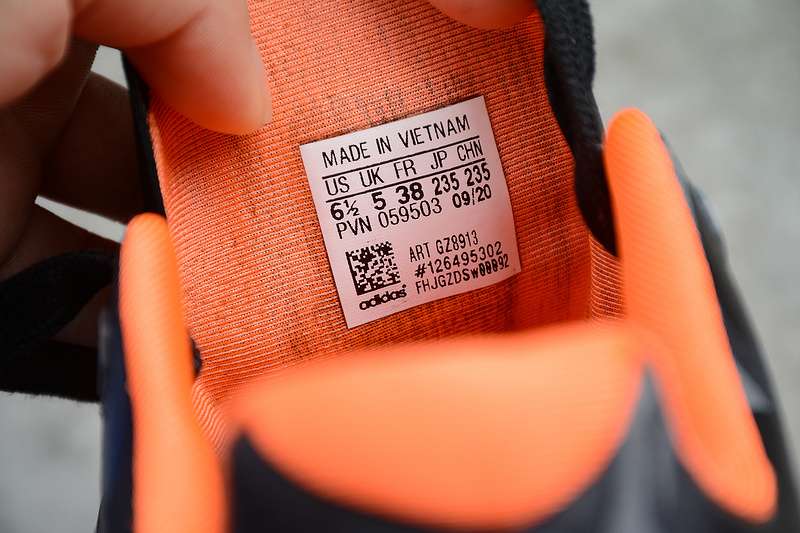 MADE IN VIETNAM
US UK FR JP CHN
6½ 5 38 235 235
PVN 059503 09/20
ART GZ8913
#126495302
adidas